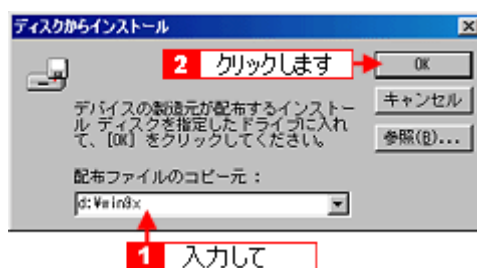 ディスクからインストール
2 クリックします
OK
デバイスの製造元が配布するインストー
ル ディスクを指定したドライブに入れ
て、[OK] をクリックしてください。
キャンセル
参照(R)...
配布ファイルのコピー元：
d:¥win9x
1 入力して